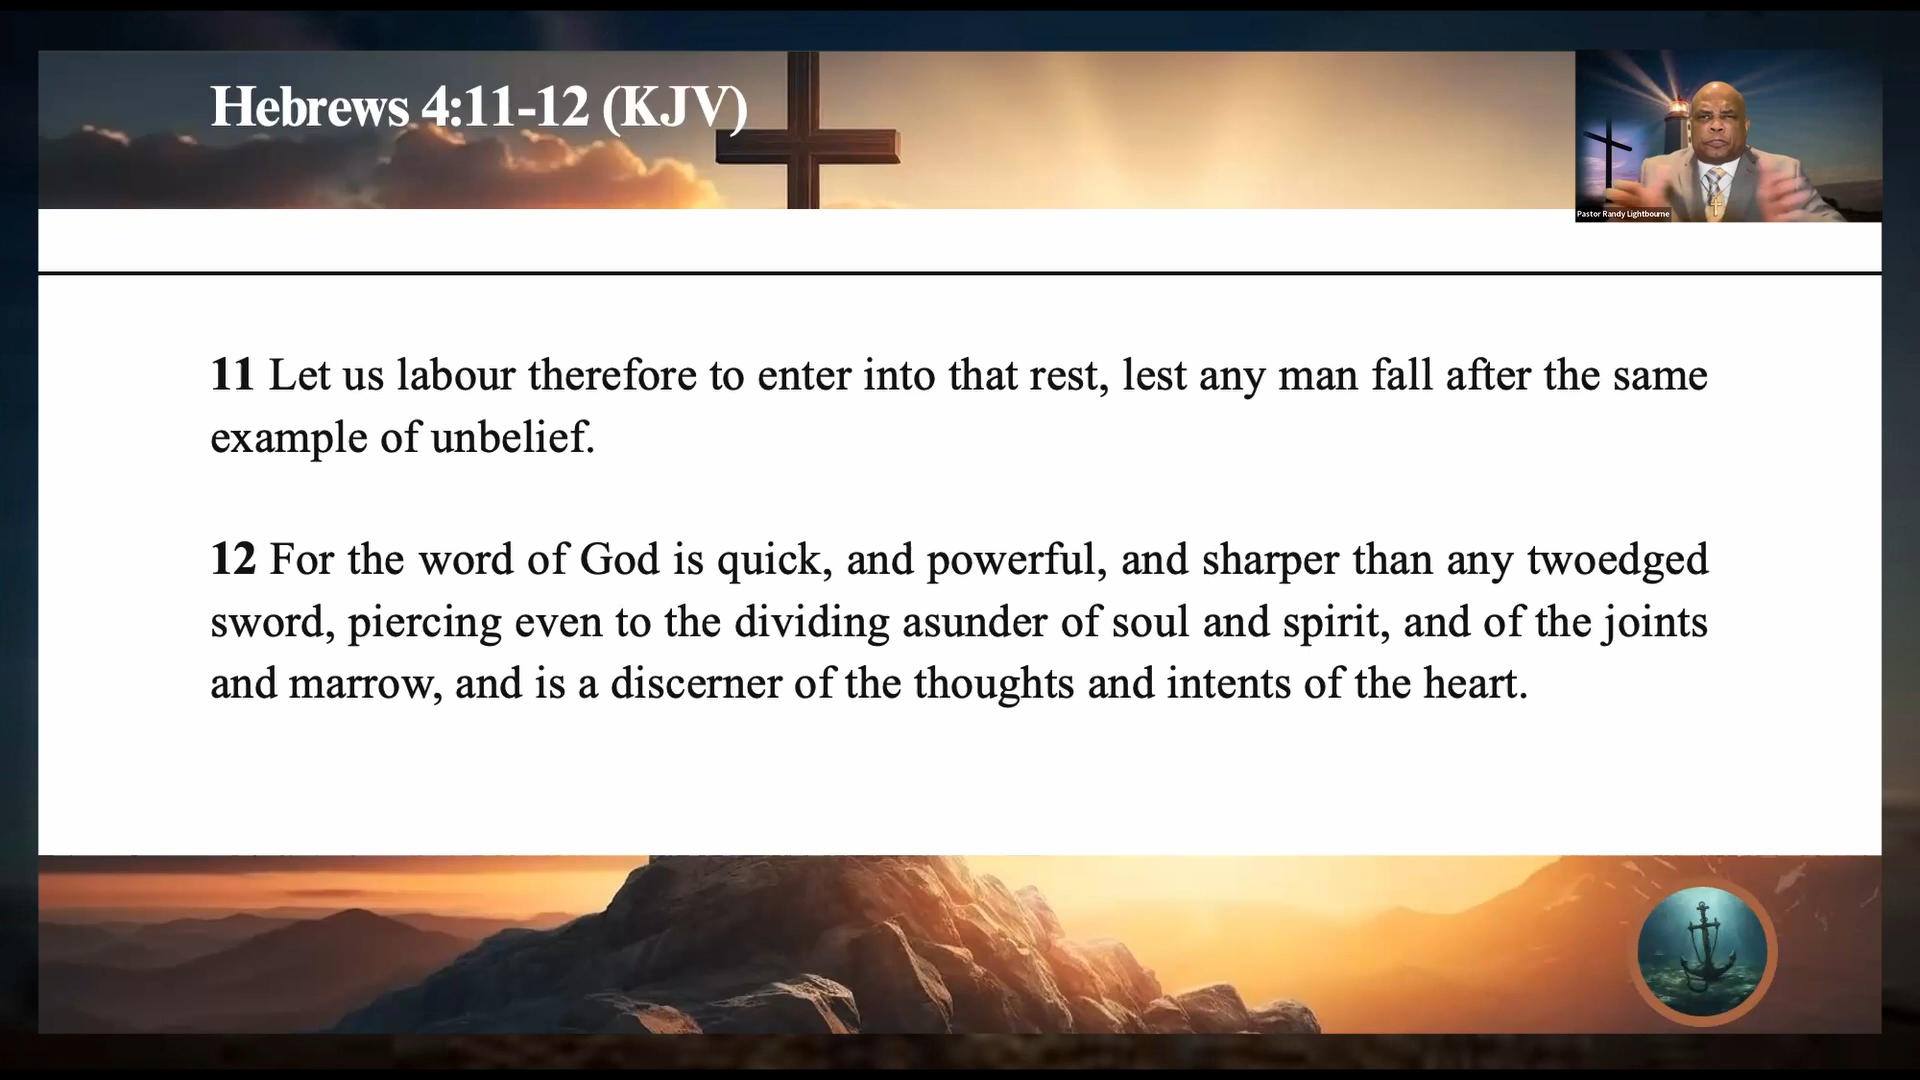 Hebrews 4:11-12 (KJV)
Pastor Randy Lightbourne
11 Let us labour therefore to enter into that rest, lest any man fall after the same
example of unbelief.
12 For the word of God is quick, and powerful, and sharper than any twoedged
sword, piercing even to the dividing asunder of soul and spirit, and of the joints
and marrow, and is a discerner of the thoughts and intents of the heart.